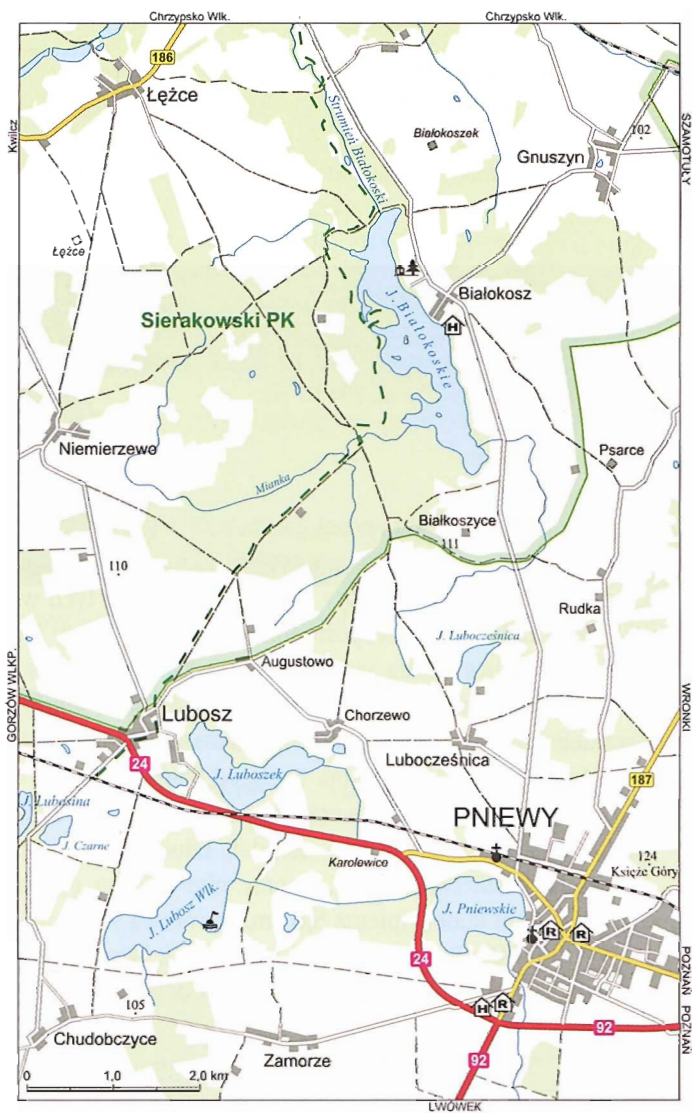 Chrzypsko Wlk.
Chrzypsko Wlk.
186
Łężce
Kwilcz
Strumień Białokoski
Białokoszek
102
Gnuszyn
SZAMOTUŁY
Łężce
Sierakowski PK
J. Białokoskie
Białokosz
H
Niemierzewo
Mianka
Psarce
Białkoszyce
111
110
Rudka
J. Lubocześnica
Augustowo
GORZÓW WLKP.
Lubosz
Chorzewo
Lubocześnica
WRONKI
24
J. Luboszek
187
J. Lubosina
J. Czarne
PNIEWY
Karolewice
124
Księże Góry
J. Lubosz Wlk.
J. Pniewskie
R
R
24
POZNAŃ
105
H
R
92
POZNAŃ
Chudobczyce
Zamorze
92
0 1,0 2,0 km
LWÓWEK